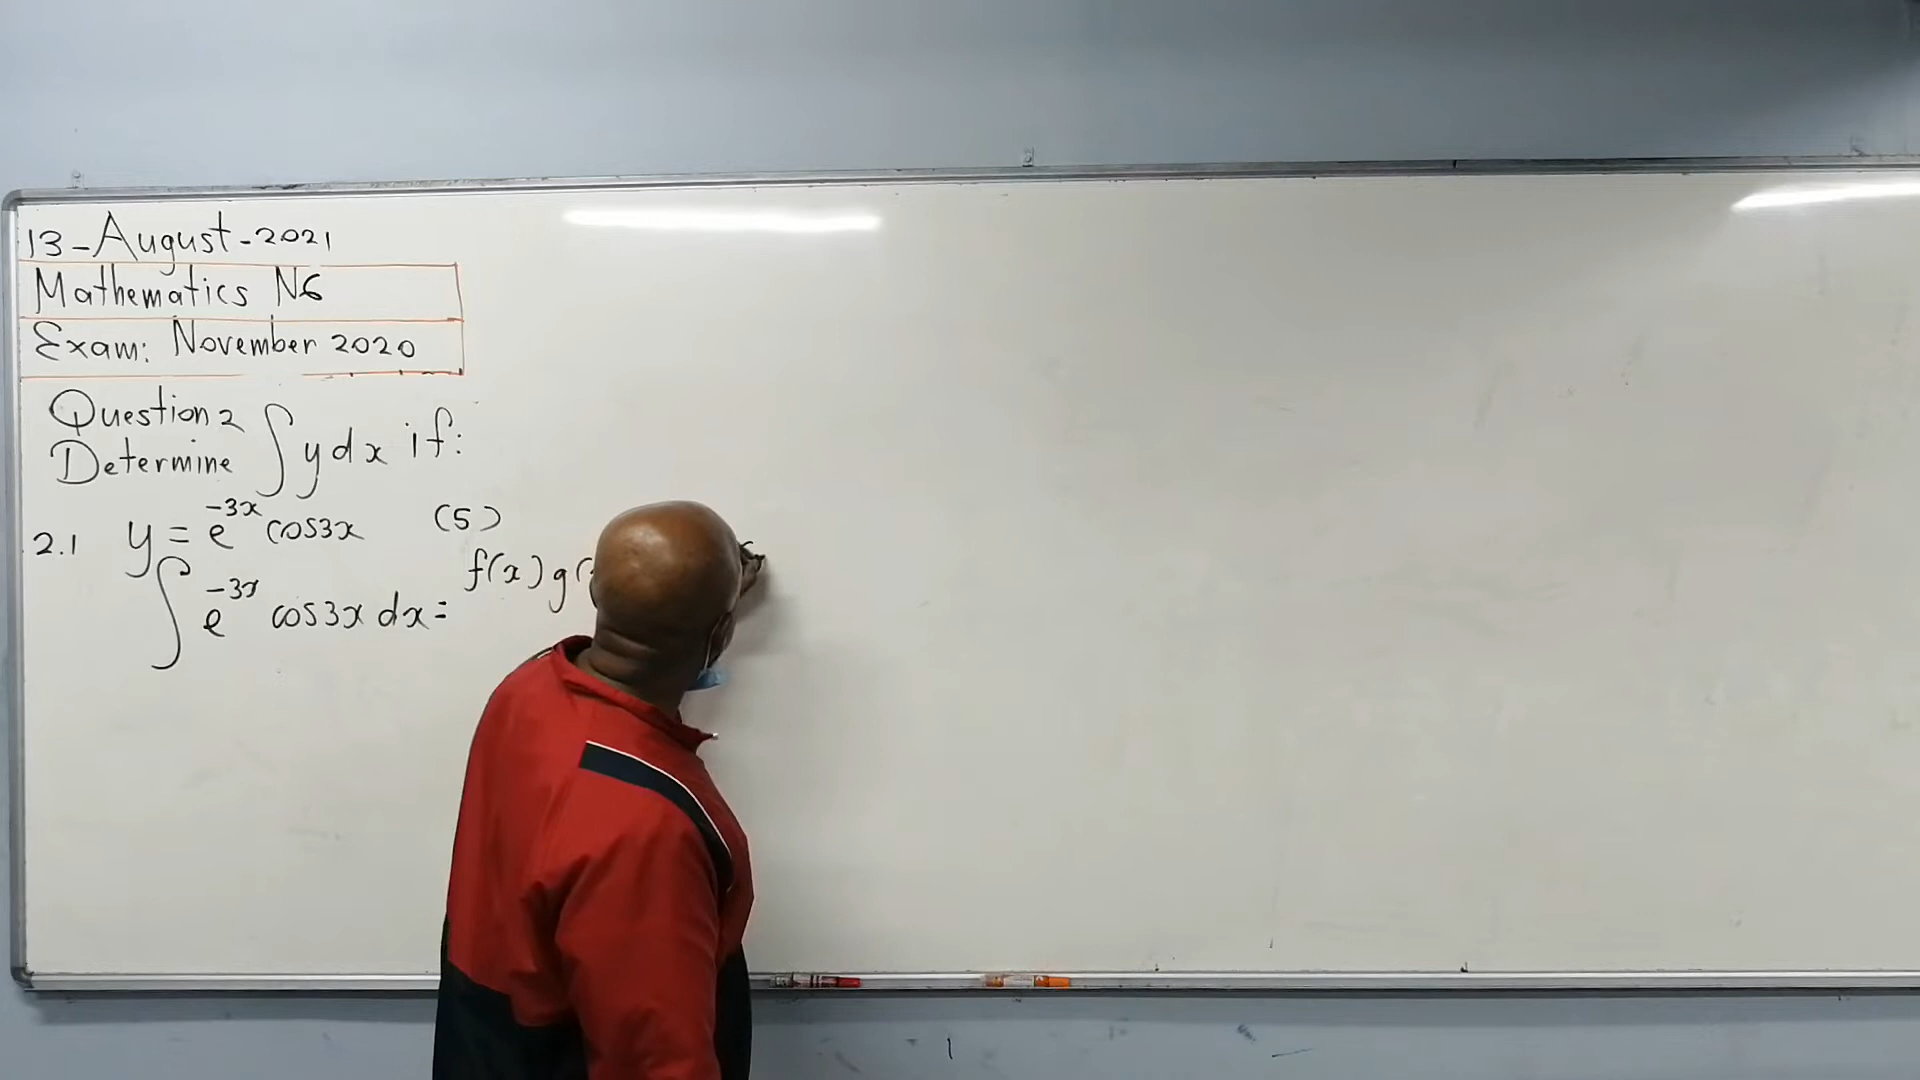 13-August-2021
Mathematics N6
Exam: November 2020
Question 2
Determine ∫ y dx if:
2.1 y = e^{-3x} cos3x (5)
f(x) g(
∫ e^{-3x} cos3x dx =